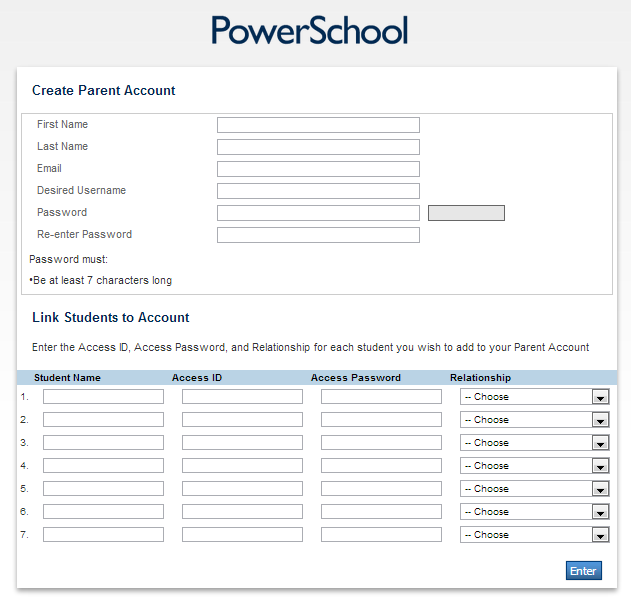 PowerSchool
Create Parent Account
First Name
Last Name
Email
Desired Username
Password
Re-enter Password
Password must:
•Be at least 7 characters long
Link Students to Account
Enter the Access ID, Access Password, and Relationship for each student you wish to add to your Parent Account
Student Name Access ID Access Password Relationship
1. -- Choose
2. -- Choose
3. -- Choose
4. -- Choose
5. -- Choose
6. -- Choose
7. -- Choose
Enter